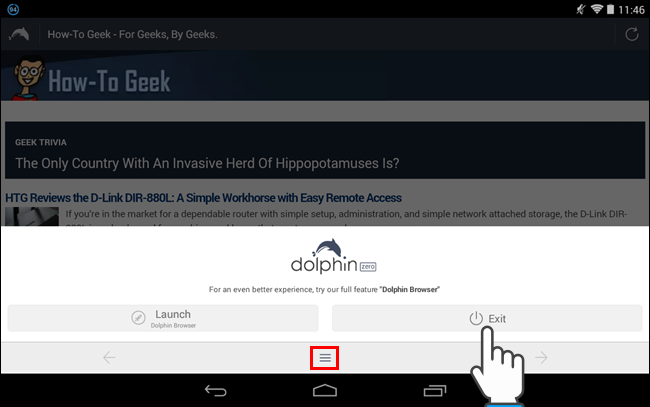 94
11:46
How-To Geek - For Geeks, By Geeks.
How-To Geek
GEEK TRIVIA
The Only Country With An Invasive Herd Of Hippopotamuses Is?
HTG Reviews the D-Link DIR-880L: A Simple Workhorse with Easy Remote Access
If you're in the market for a dependable router with simple setup, administration, and simple network attached storage, the D-Link DIR-
dolphin zero
For an even better experience, try our full feature "Dolphin Browser"
Launch
Dolphin Browser
Exit